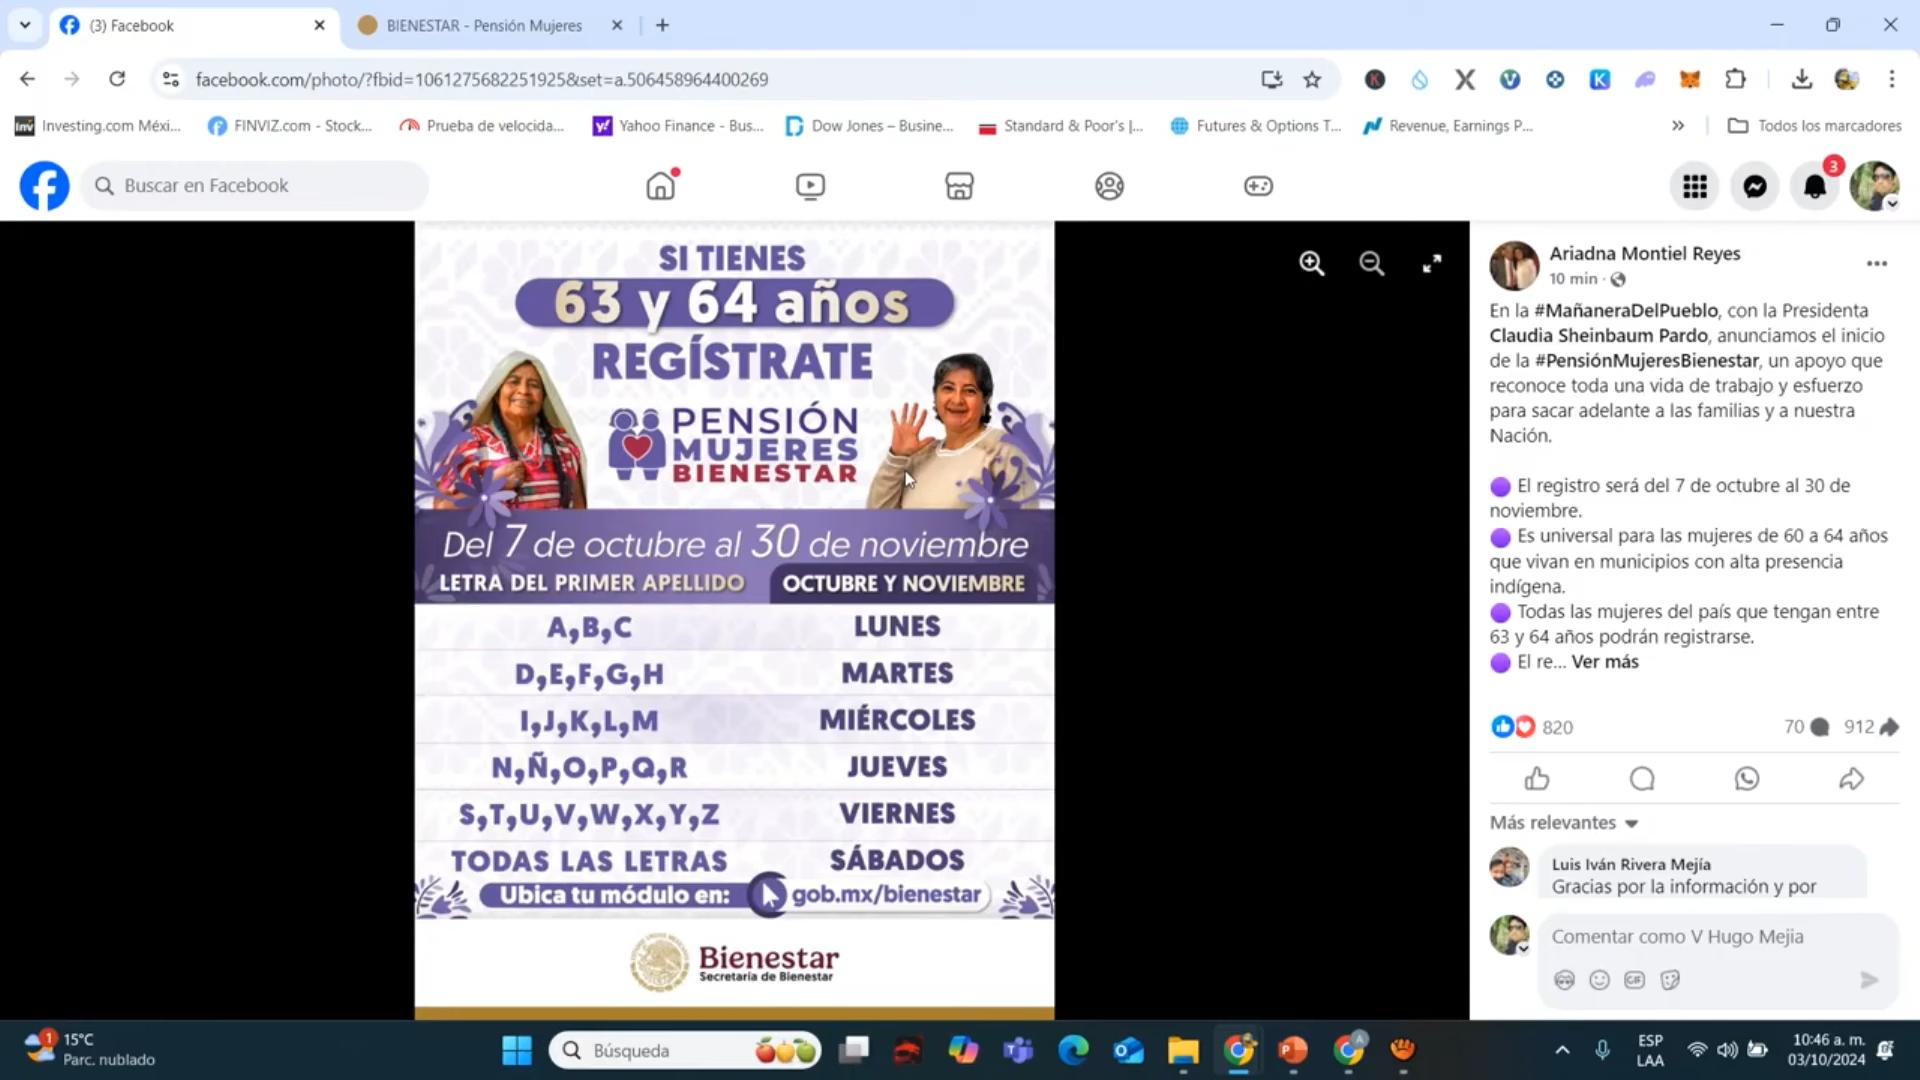 (3) Facebook
BIENESTAR - Pensión Mujeres
facebook.com/photo/?fbid=1061275682251925&set=a.506458964400269
Investing.com Méxi...
FINVIZ.com - Stock...
Prueba de velocida...
Yahoo Finance - Bus...
Dow Jones – Busine...
Standard & Poor's |...
Futures & Options T...
Revenue, Earnings P...
Todos los marcadores
Buscar en Facebook
3
SI TIENES
63 y 64 años
REGÍSTRATE
PENSIÓN
MUJERES
BIENESTAR
Del 7 de octubre al 30 de noviembre
LETRA DEL PRIMER APELLIDO OCTUBRE Y NOVIEMBRE
A,B,C LUNES
D,E,F,G,H MARTES
I,J,K,L,M MIÉRCOLES
N,Ñ,O,P,Q,R JUEVES
S,T,U,V,W,X,Y,Z VIERNES
TODAS LAS LETRAS SÁBADOS
Ubica tu módulo en: gob.mx/bienestar
Bienestar
Secretaría de Bienestar
Ariadna Montiel Reyes
10 min ·
En la #MañaneraDelPueblo, con la Presidenta
Claudia Sheinbaum Pardo, anunciamos el inicio
de la #PensiónMujeresBienestar, un apoyo que
reconoce toda una vida de trabajo y esfuerzo
para sacar adelante a las familias y a nuestra
Nación.
El registro será del 7 de octubre al 30 de
noviembre.
Es universal para las mujeres de 60 a 64 años
que vivan en municipios con alta presencia
indígena.
Todas las mujeres del país que tengan entre
63 y 64 años podrán registrarse.
El re... Ver más
820
70
912
Más relevantes
Luis Iván Rivera Mejía
Gracias por la información y por
Comentar como V Hugo Mejia
GIF
1
15°C
Parc. nublado
Búsqueda
ESP
LAA
10:46 a. m.
03/10/2024